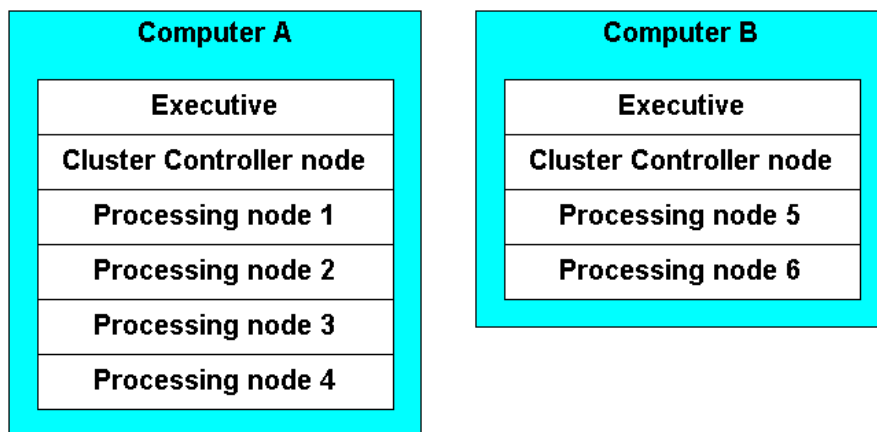 Computer A
Executive
Cluster Controller node
Processing node 1
Processing node 2
Processing node 3
Processing node 4
Computer B
Executive
Cluster Controller node
Processing node 5
Processing node 6